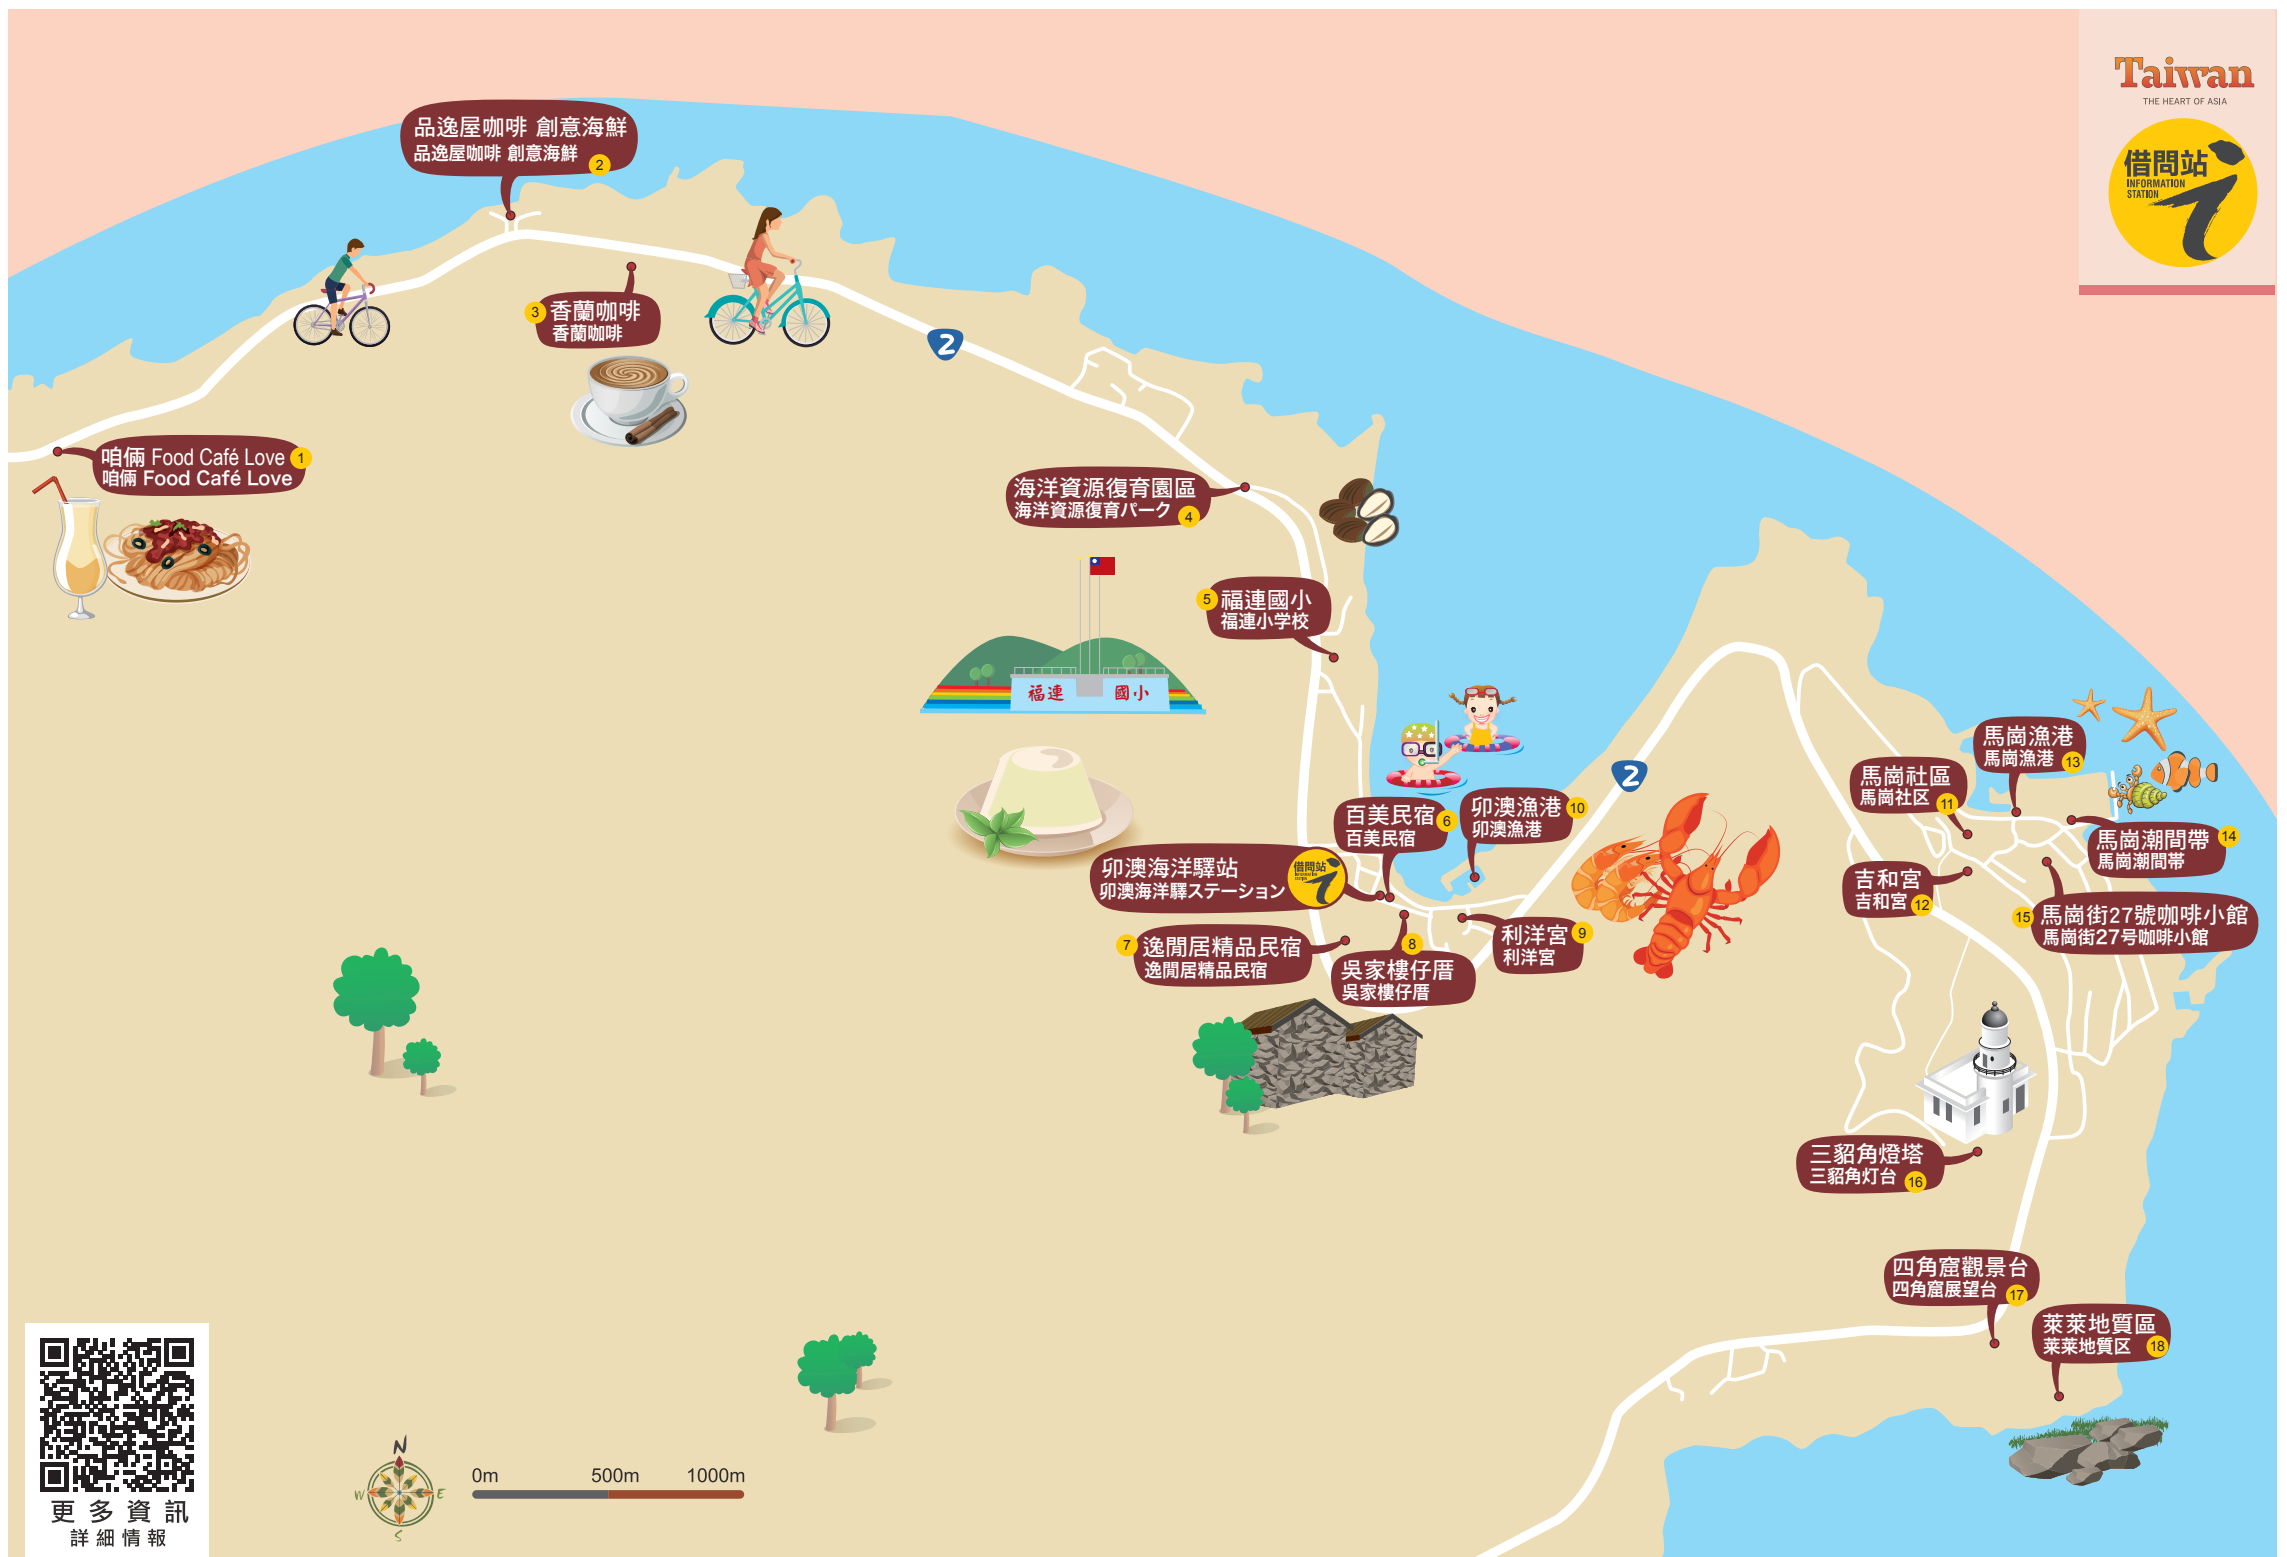 Taiwan
THE HEART OF ASIA
借問站
INFORMATION
STATION
品逸屋咖啡 創意海鮮
品逸屋咖啡 創意海鮮
2
3
香蘭咖啡
香蘭咖啡
2
咱倆 Food Café Love
咱倆 Food Café Love
1
海洋資源復育園區
海洋資源復育パーク
4
5
福連國小
福連小学校
福連 國小
2
百美民宿
百美民宿
6
卯澳漁港
卯澳漁港
10
卯澳海洋驛站
卯澳海洋驛ステーション
借問站
7
逸閒居精品民宿
逸閒居精品民宿
8
吳家樓仔厝
吳家樓仔厝
利洋宮
利洋宮
9
馬崗漁港
馬崗漁港
13
馬崗社區
馬崗社区
11
馬崗潮間帶
馬崗潮間帯
14
吉和宮
吉和宮
12
15
馬崗街27號咖啡小館
馬崗街27号咖啡小館
三貂角燈塔
三貂角灯台
16
四角窟觀景台
四角窟展望台
17
萊萊地質區
莱莱地質区
18
更多資訊
詳細情報
N
W
E
S
0m 500m 1000m